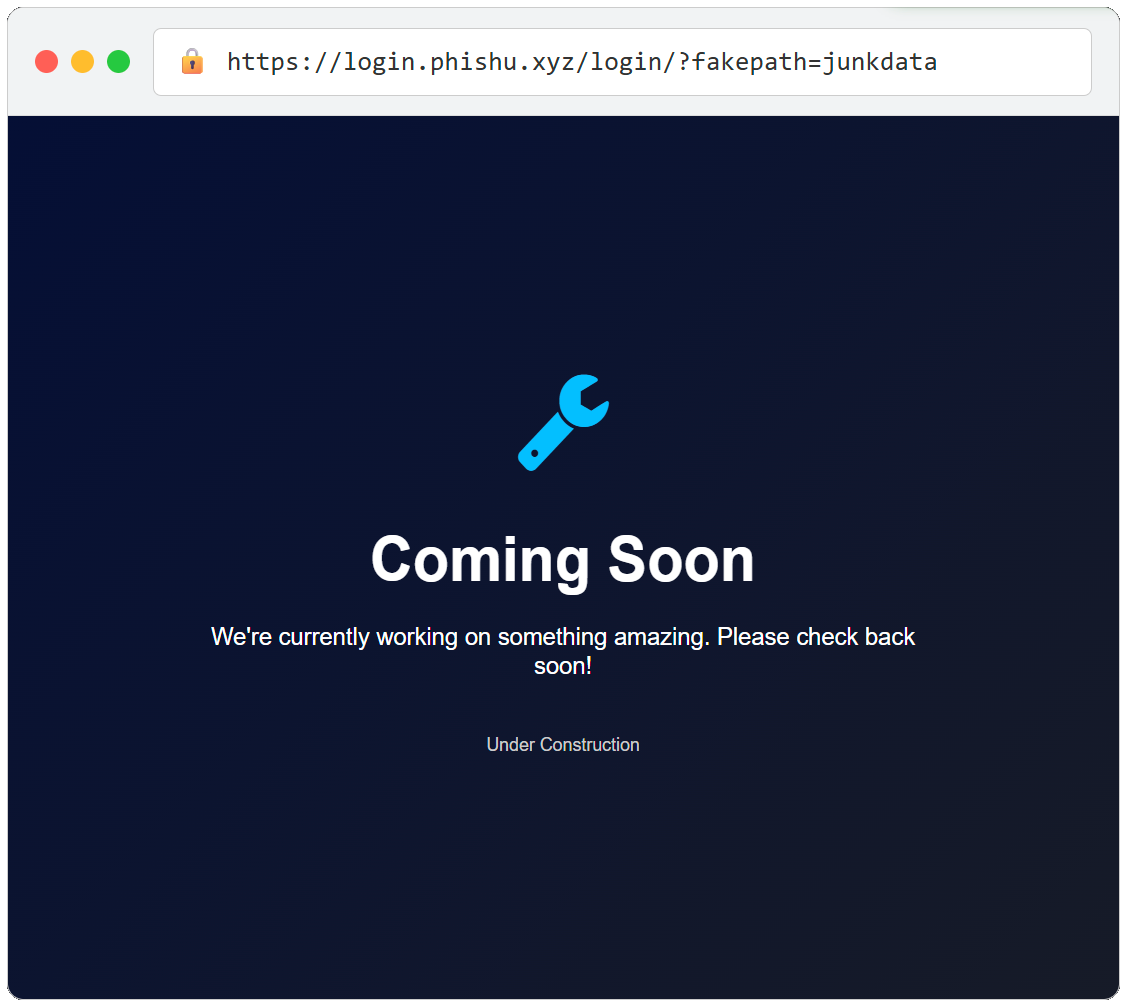 https://login.phishu.xyz/login/?fakepath=junkdata
Coming Soon
We're currently working on something amazing. Please check back
soon!
Under Construction